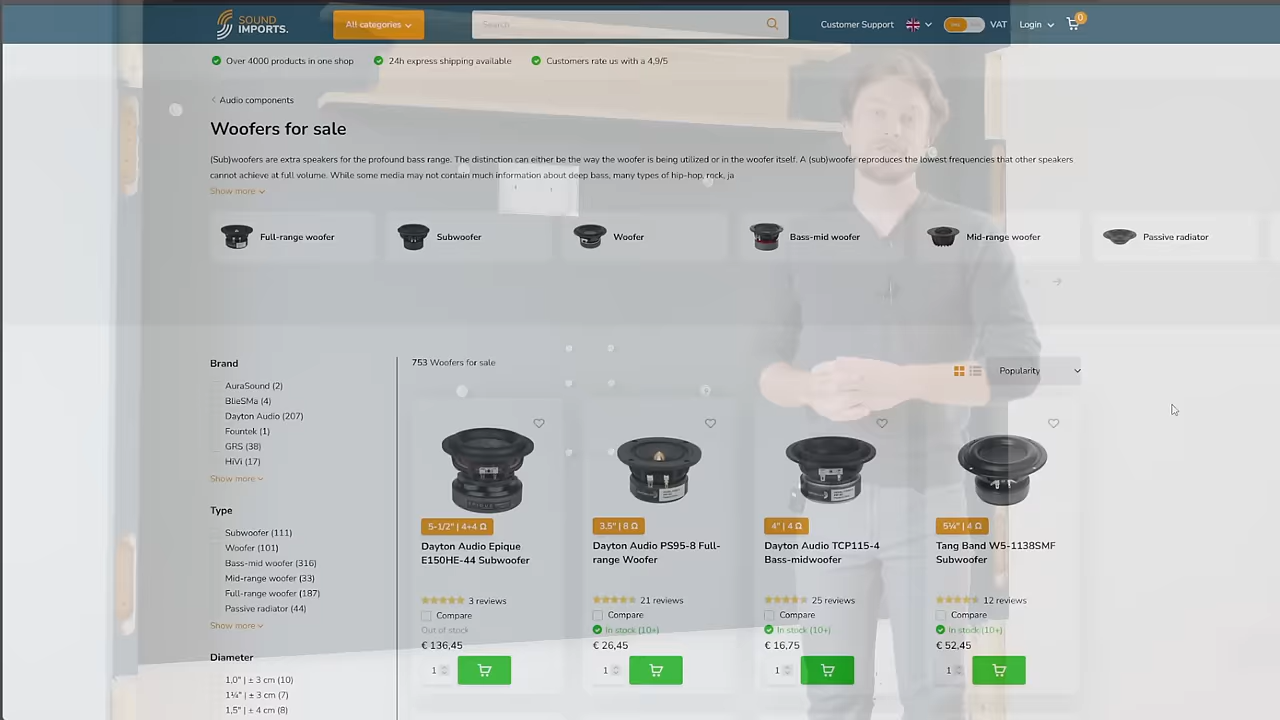 SOUND
IMPORTS.
All categories
Search
Customer Support
VAT
Login
0
Over 4000 products in one shop
24h express shipping available
Customers rate us with a 4,9/5
Audio components
Woofers for sale
(Sub)woofers are extra speakers for the profound bass range. The distinction can either be the way the woofer is being utilized or in the woofer itself. A (sub)woofer reproduces the lowest frequencies that other speakers
cannot achieve at full volume. While some media may not contain much information about deep bass, many types of hip-hop, rock, ja
Show more
Full-range woofer
Subwoofer
Woofer
Bass-mid woofer
Mid-range woofer
Passive radiator
Brand
AuraSound (2)
BlieSMa (4)
Dayton Audio (207)
Fountek (1)
GRS (38)
HiVi (17)
Show more
Type
Subwoofer (111)
Woofer (101)
Bass-mid woofer (316)
Mid-range woofer (33)
Full-range woofer (187)
Passive radiator (44)
Show more
Diameter
1,0" | ± 3 cm (10)
1¼" | ± 3 cm (7)
1,5" | ± 4 cm (8)
753 Woofers for sale
Popularity
5-1/2" | 4+4 Ω
Dayton Audio Epique
E150HE-44 Subwoofer
3 reviews
Compare
Out of stock
€ 136,45
1
3.5" | 8 Ω
Dayton Audio PS95-8 Full-
range Woofer
21 reviews
Compare
In stock (10+)
€ 26,45
1
4" | 4 Ω
Dayton Audio TCP115-4
Bass-midwoofer
25 reviews
Compare
In stock (10+)
€ 16,75
1
5¼" | 4 Ω
Tang Band W5-1138SMF
Subwoofer
12 reviews
Compare
In stock (10+)
€ 52,45
1